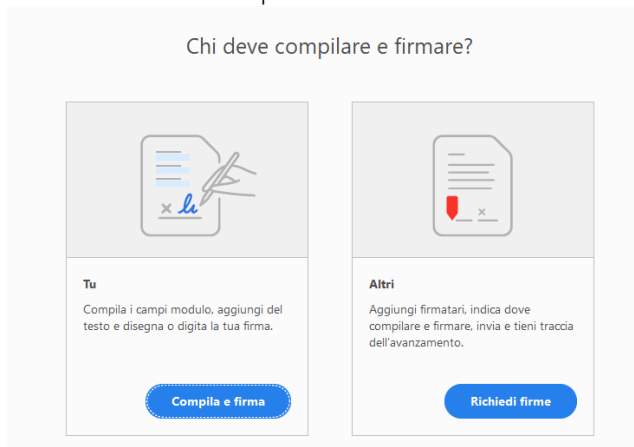 Chi deve compilare e firmare?
Tu
Compila i campi modulo, aggiungi del
testo e disegna o digita la tua firma.
Compila e firma
Altri
Aggiungi firmatari, indica dove
compilare e firmare, invia e tieni traccia
dell'avanzamento.
Richiedi firme